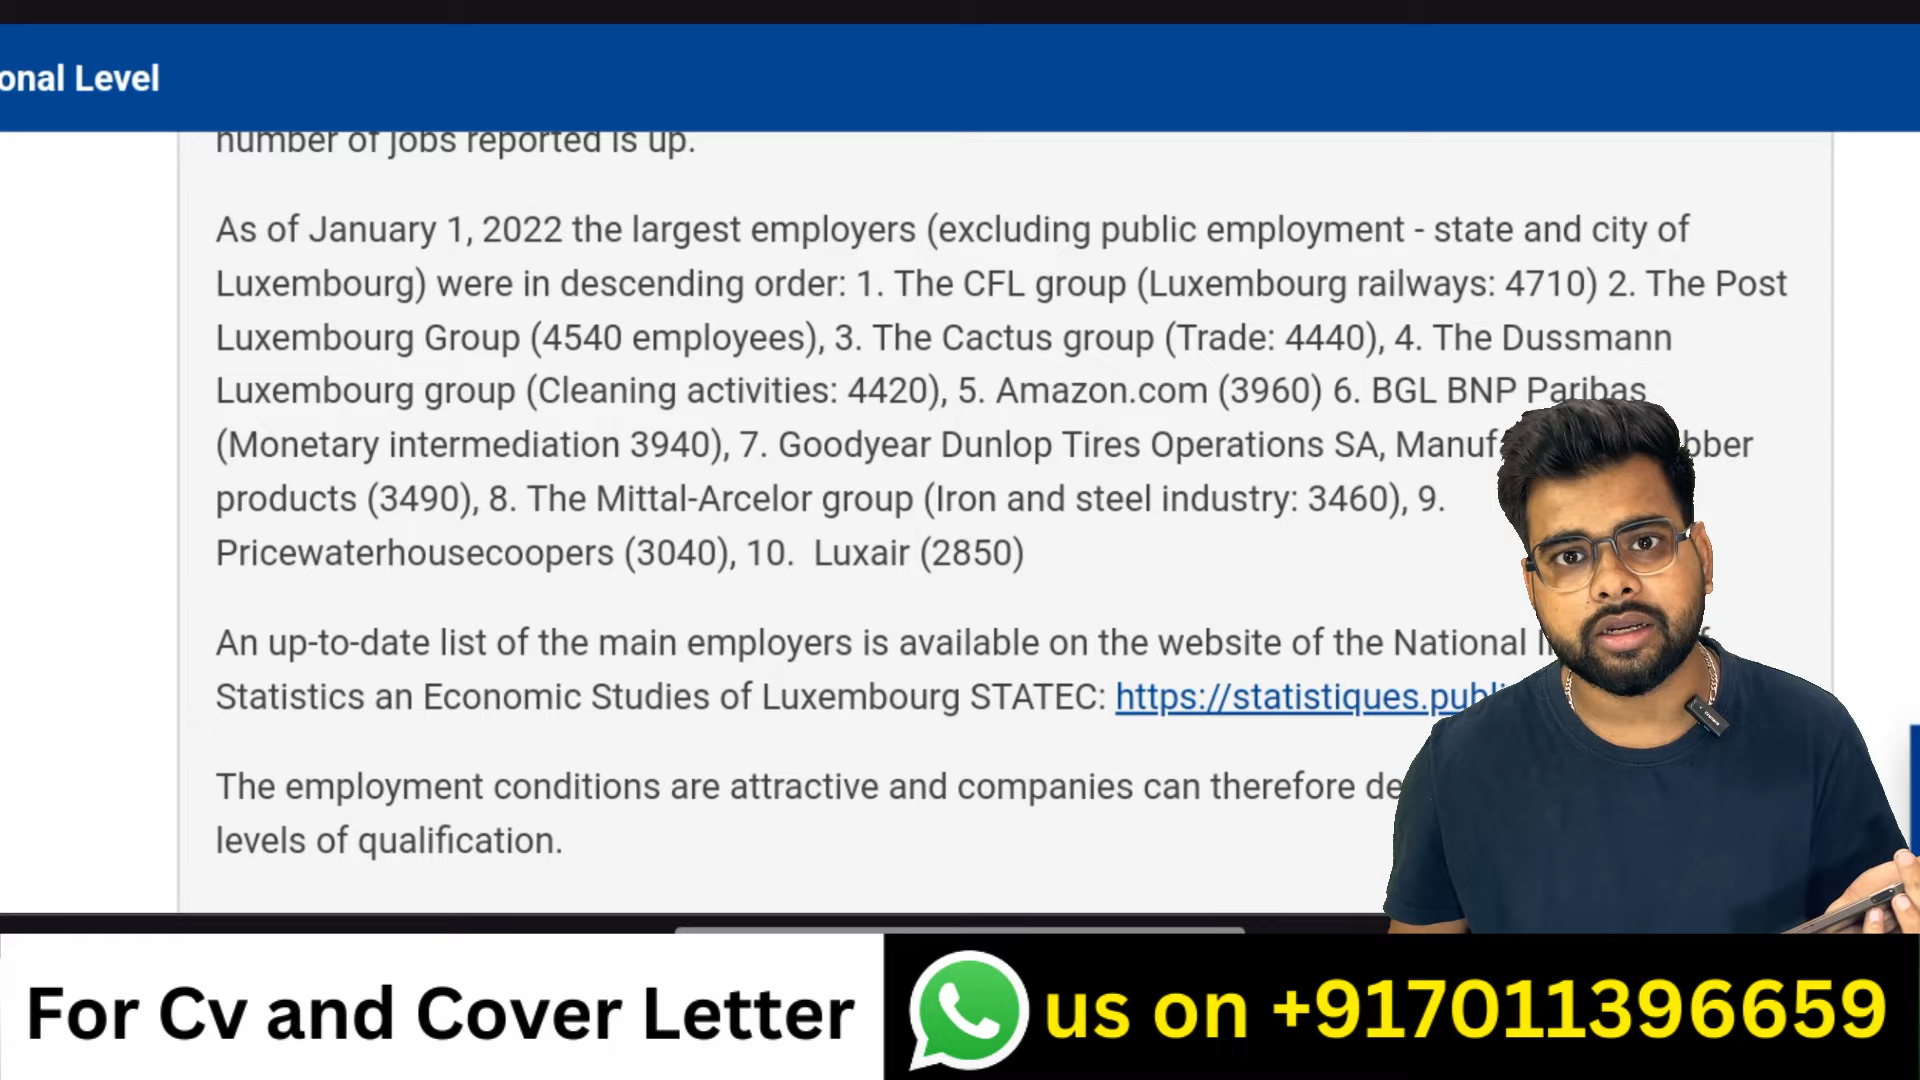 onal Level
number of jobs reported is up.
As of January 1, 2022 the largest employers (excluding public employment - state and city of
Luxembourg) were in descending order: 1. The CFL group (Luxembourg railways: 4710) 2. The Post
Luxembourg Group (4540 employees), 3. The Cactus group (Trade: 4440), 4. The Dussmann
Luxembourg group (Cleaning activities: 4420), 5. Amazon.com (3960) 6. BGL BNP Paribas
(Monetary intermediation 3940), 7. Goodyear Dunlop Tires Operations SA, Manuf bber
products (3490), 8. The Mittal-Arcelor group (Iron and steel industry: 3460), 9.
Pricewaterhousecoopers (3040), 10. Luxair (2850)
An up-to-date list of the main employers is available on the website of the National
Statistics an Economic Studies of Luxembourg STATEC: https://statistiques.publi
The employment conditions are attractive and companies can therefore de
levels of qualification.
For Cv and Cover Letter
us on +917011396659